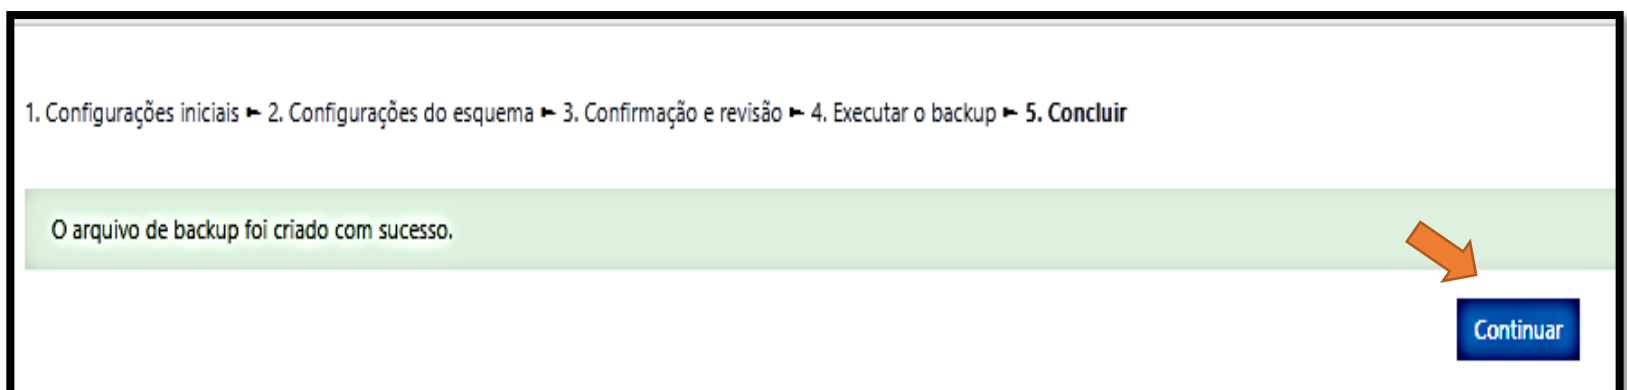 1. Configurações iniciais ► 2. Configurações do esquema ► 3. Confirmação e revisão ► 4. Executar o backup ► 5. Concluir
O arquivo de backup foi criado com sucesso.
Continuar